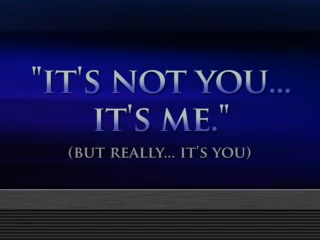 "IT'S NOT YOU...
IT'S ME."
(BUT REALLY... IT'S YOU)